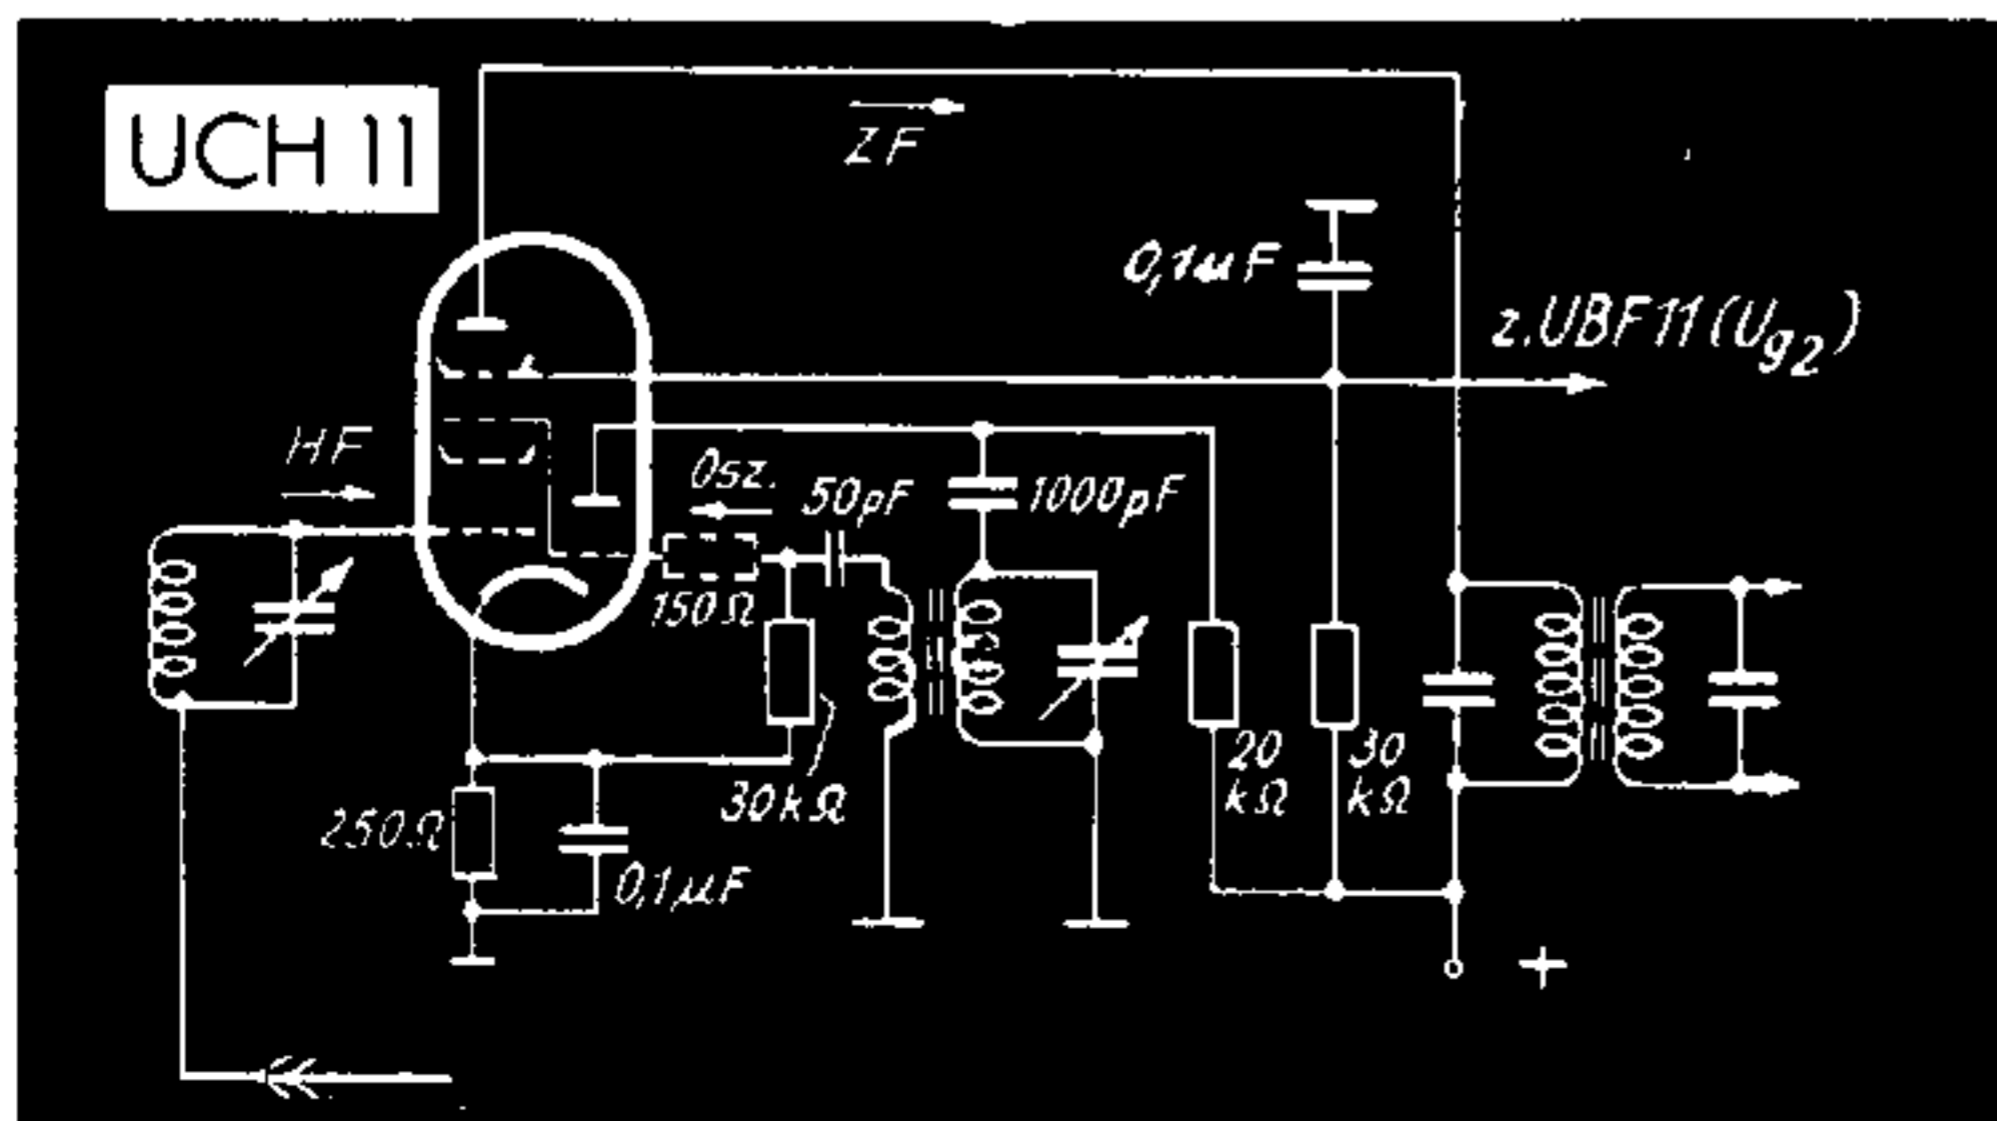 UCH 11
ZF
0,1µF
z.UBF11(Ug2)
HF
Osz.
50pF
1000pF
150Ω
20
kΩ
30
kΩ
30kΩ
250Ω
0,1µF
+